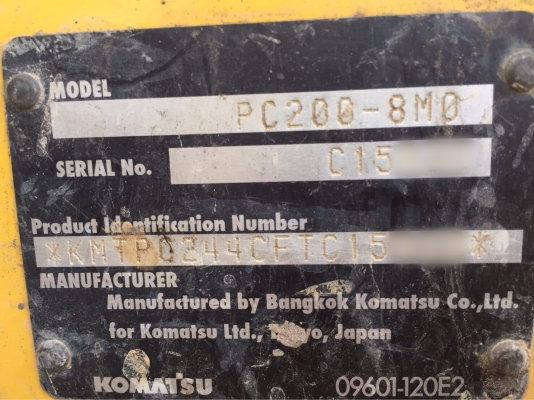 MODEL
PC200-8M0
SERIAL No.
C15
Product Identification Number
*KMTPC244CFTC15 *
MANUFACTURER
Manufactured by Bangkok Komatsu Co.,Ltd.
for Komatsu Ltd., Tokyo, Japan
KOMATSU
09601-120E2